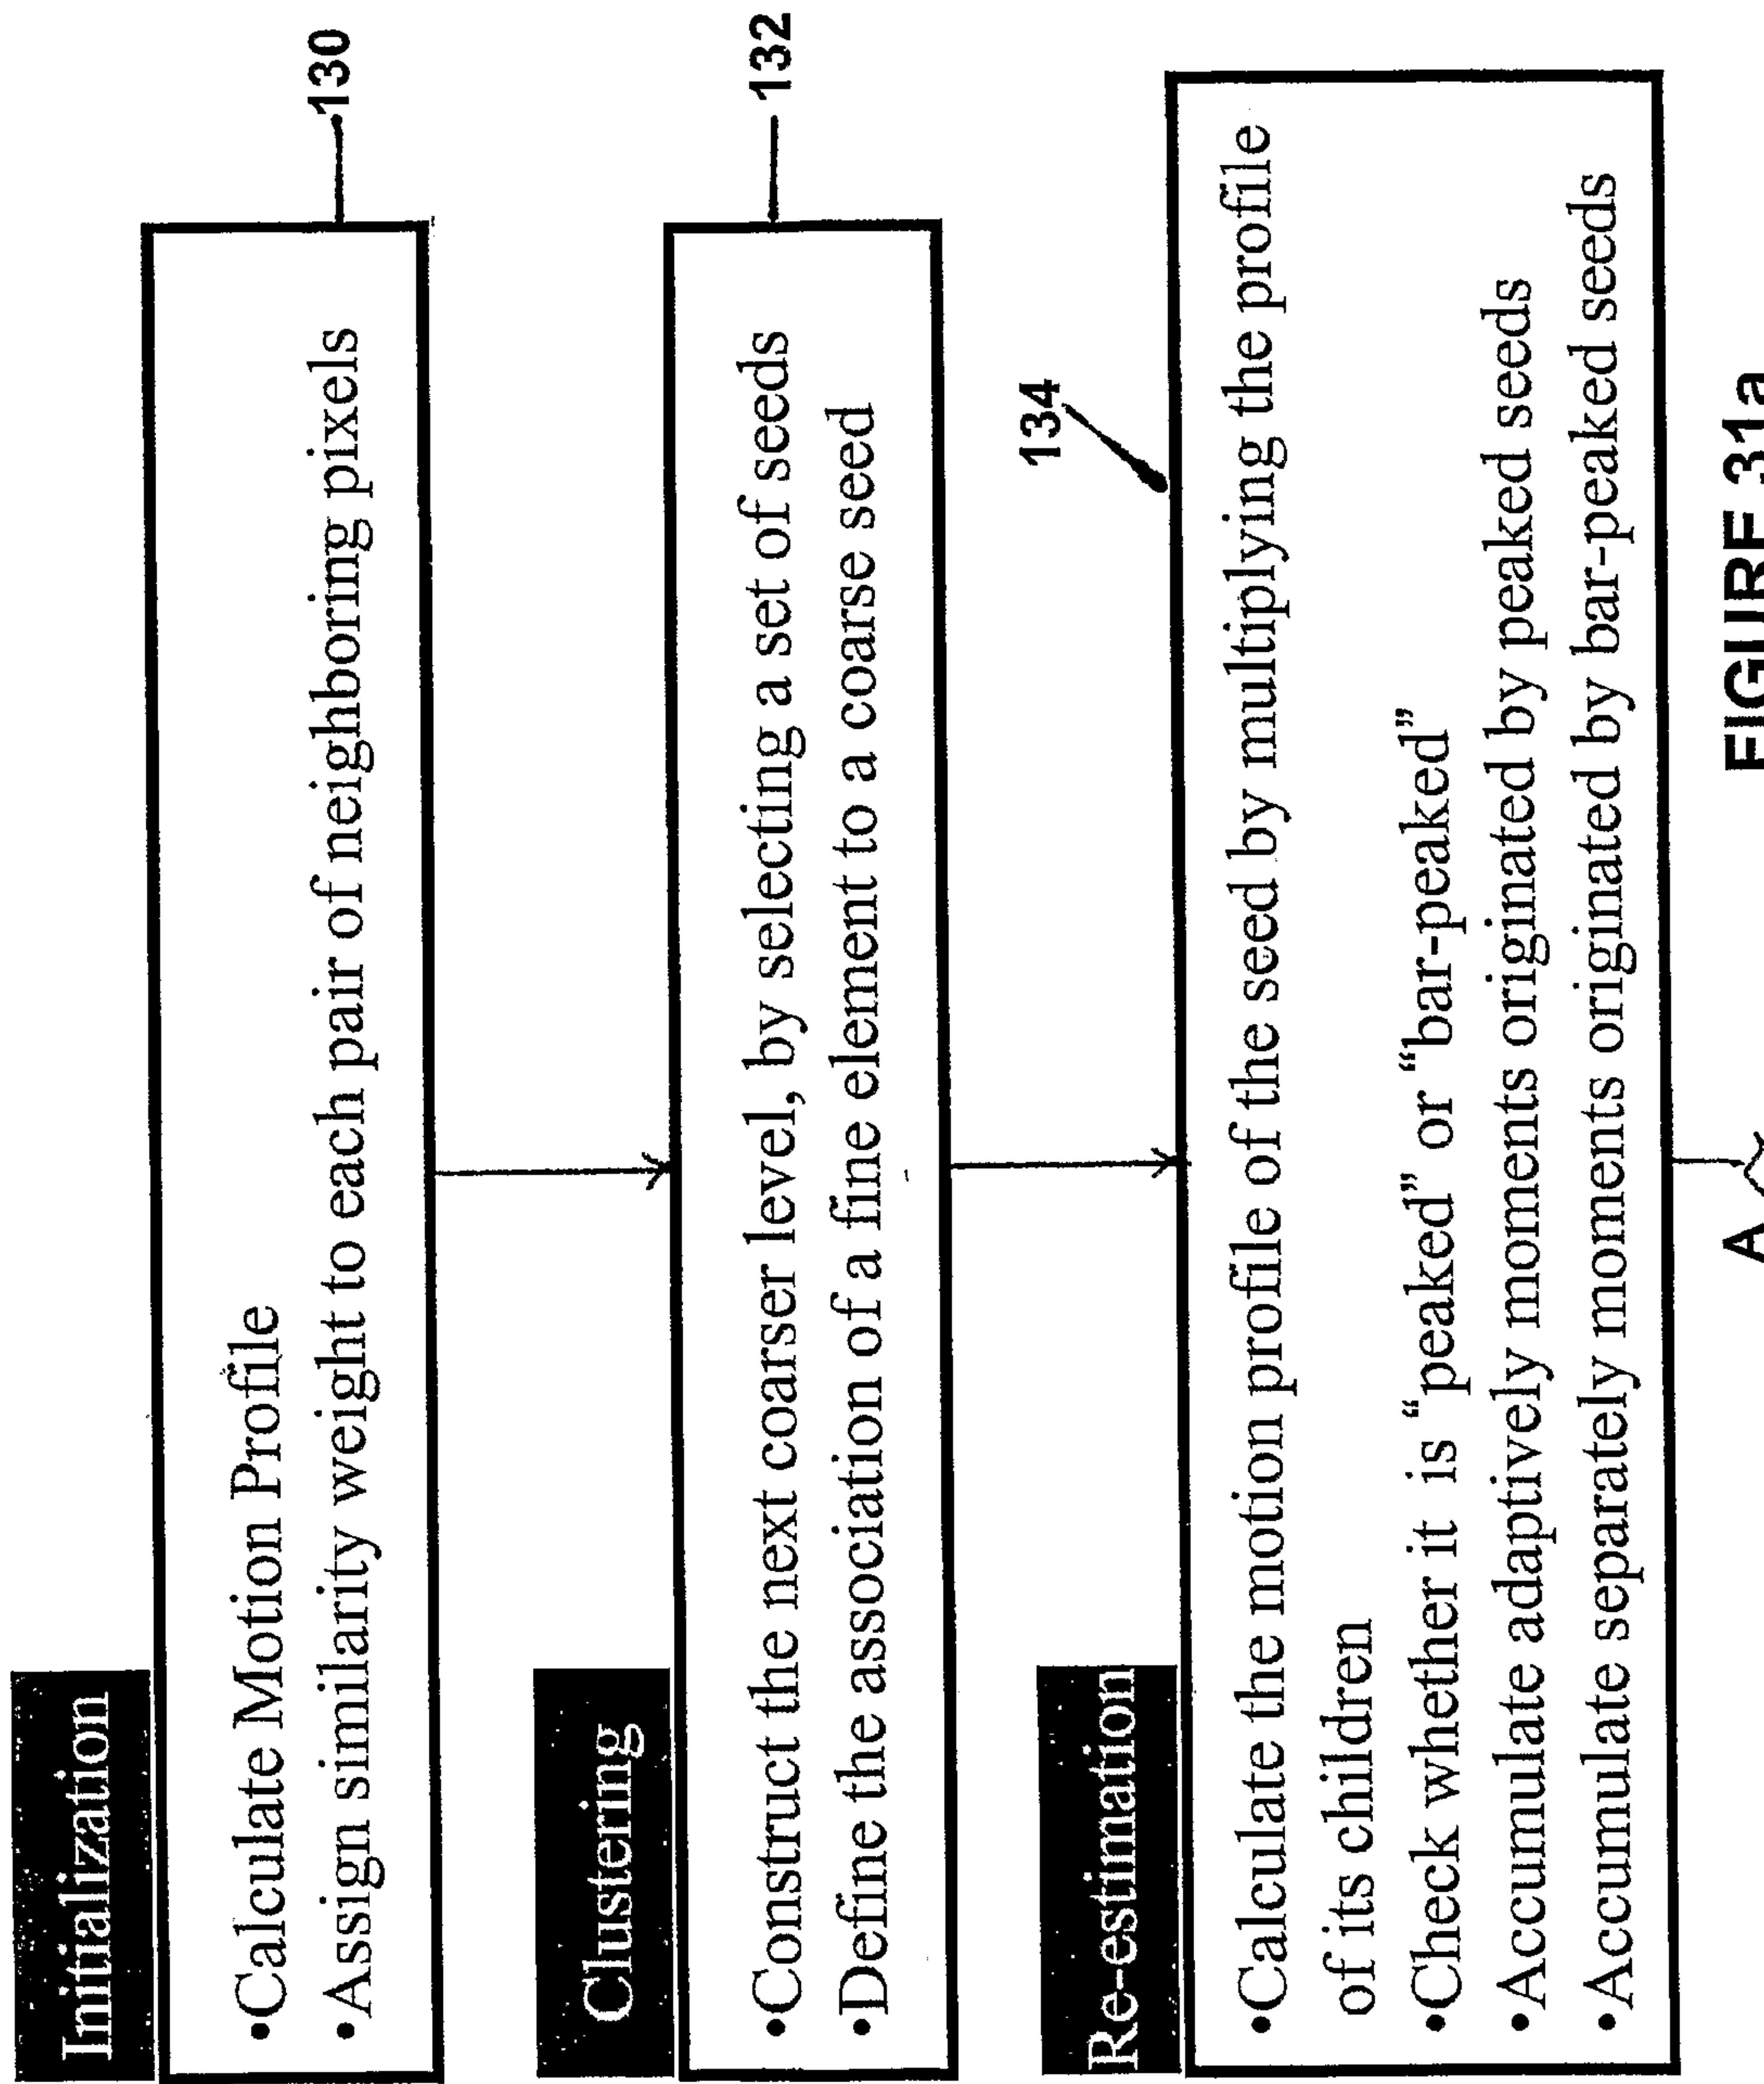 Initialization
•Calculate Motion Profile
•Assign similarity weight to each pair of neighboring pixels
130
Clustering
•Construct the next coarser level, by selecting a set of seeds
•Define the association of a fine element to a coarse seed
132
Re-estimation
134
•Calculate the motion profile of the seed by multiplying the profile
of its children
•Check whether it is “peaked” or “bar-peaked”
•Accumulate adaptively moments originated by peaked seeds
•Accumulate separately moments originated by bar-peaked seeds
A
FIGURE 31a